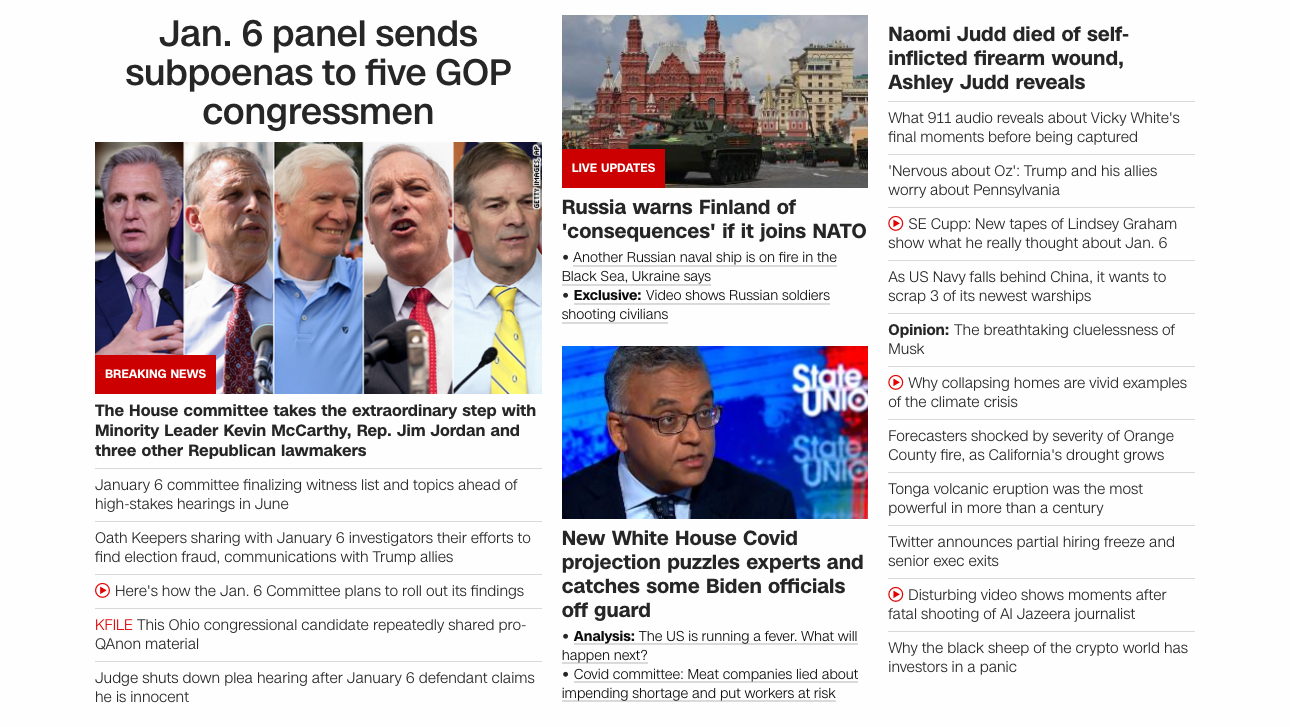 Jan. 6 panel sends
subpoenas to five GOP
congressmen
GETTY IMAGES, AP
BREAKING NEWS
The House committee takes the extraordinary step with
Minority Leader Kevin McCarthy, Rep. Jim Jordan and
three other Republican lawmakers
January 6 committee finalizing witness list and topics ahead of
high-stakes hearings in June
Oath Keepers sharing with January 6 investigators their efforts to
find election fraud, communications with Trump allies
Here's how the Jan. 6 Committee plans to roll out its findings
KFILE This Ohio congressional candidate repeatedly shared pro-
QAnon material
Judge shuts down plea hearing after January 6 defendant claims
he is innocent
LIVE UPDATES
Russia warns Finland of
'consequences' if it joins NATO
• Another Russian naval ship is on fire in the
Black Sea, Ukraine says
• Exclusive: Video shows Russian soldiers
shooting civilians
State
UNIO
State
UNIO
New White House Covid
projection puzzles experts and
catches some Biden officials
off guard
• Analysis: The US is running a fever. What will
happen next?
• Covid committee: Meat companies lied about
impending shortage and put workers at risk
Naomi Judd died of self-
inflicted firearm wound,
Ashley Judd reveals
What 911 audio reveals about Vicky White's
final moments before being captured
'Nervous about Oz': Trump and his allies
worry about Pennsylvania
SE Cupp: New tapes of Lindsey Graham
show what he really thought about Jan. 6
As US Navy falls behind China, it wants to
scrap 3 of its newest warships
Opinion: The breathtaking cluelessness of
Musk
Why collapsing homes are vivid examples
of the climate crisis
Forecasters shocked by severity of Orange
County fire, as California's drought grows
Tonga volcanic eruption was the most
powerful in more than a century
Twitter announces partial hiring freeze and
senior exec exits
Disturbing video shows moments after
fatal shooting of Al Jazeera journalist
Why the black sheep of the crypto world has
investors in a panic